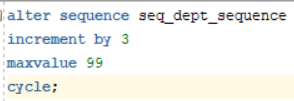 alter sequence seq_dept_sequence
increment by 3
maxvalue 99
cycle;